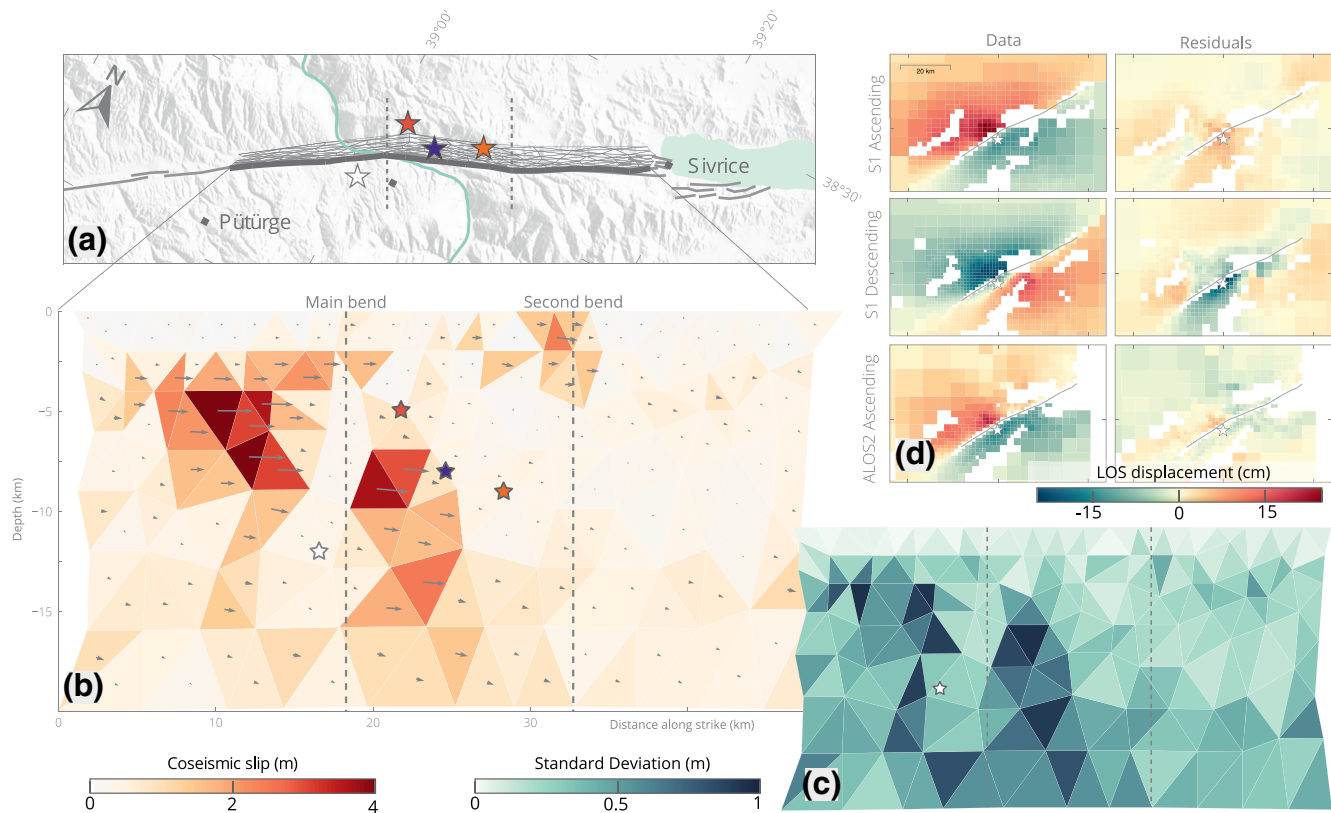 39°00'
39°20'
N
Sivrice
38°30'
Pütürge
(a)
Main bend
Second bend
0
−5
−10
−15
Depth (km)
(b)
0
10
20
30
Distance along strike (km)
Coseismic slip (m)
0
2
4
Standard Deviation (m)
0
0.5
1
(c)
Data
Residuals
20 km
S1 Ascending
S1 Descending
ALOS2 Ascending
(d)
LOS displacement (cm)
-15
0
15